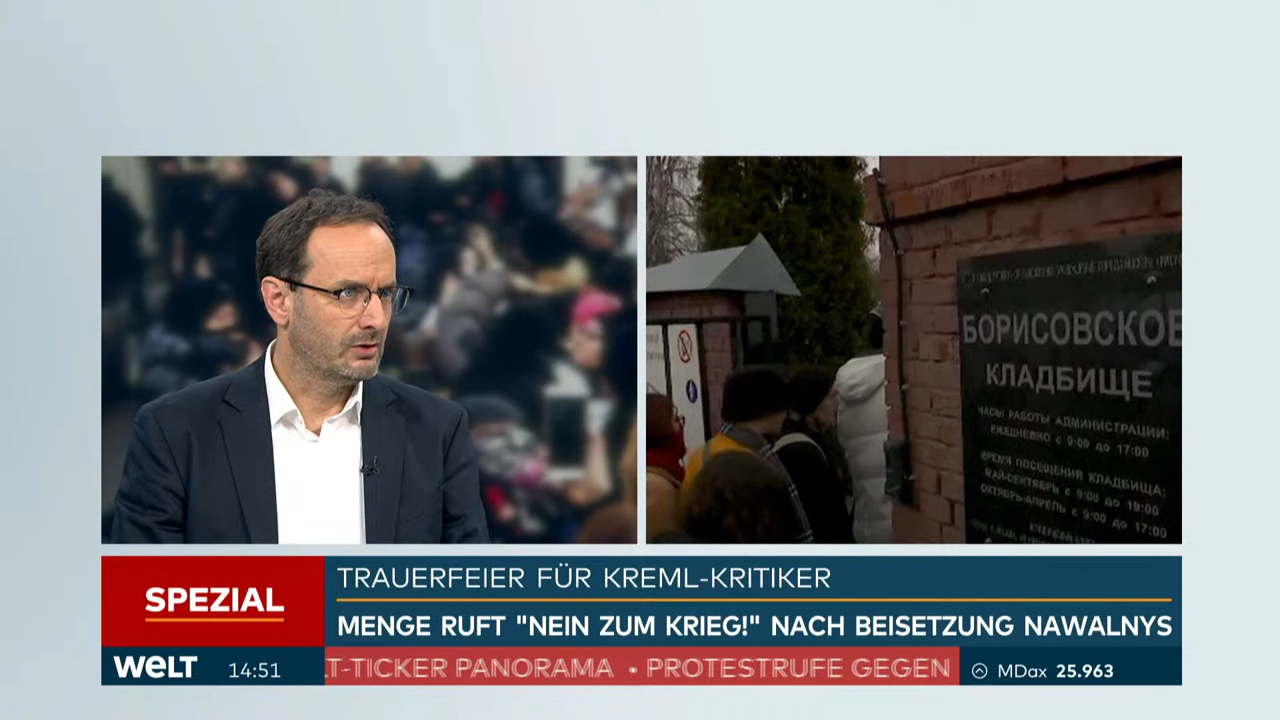 БОРИСОВСКОЕ
КЛАДБИЩЕ
ЧАСЫ РАБОТЫ АДМИНИСТРАЦИИ:
ЕЖЕДНЕВНО с 9:00 до 17:00
ВРЕМЯ ПОСЕЩЕНИЯ КЛАДБИЩА:
МАЙ-СЕНТЯБРЬ с 9:00 до 19:00
ОКТЯБРЬ-АПРЕЛЬ с 9:00 до 17:00
SPEZIAL
TRAUERFEIER FÜR KREML-KRITIKER
MENGE RUFT "NEIN ZUM KRIEG!" NACH BEISETZUNG NAWALNYS
WELT 14:51 T-TICKER PANORAMA • PROTESTRUFE GEGEN MDax 25.963